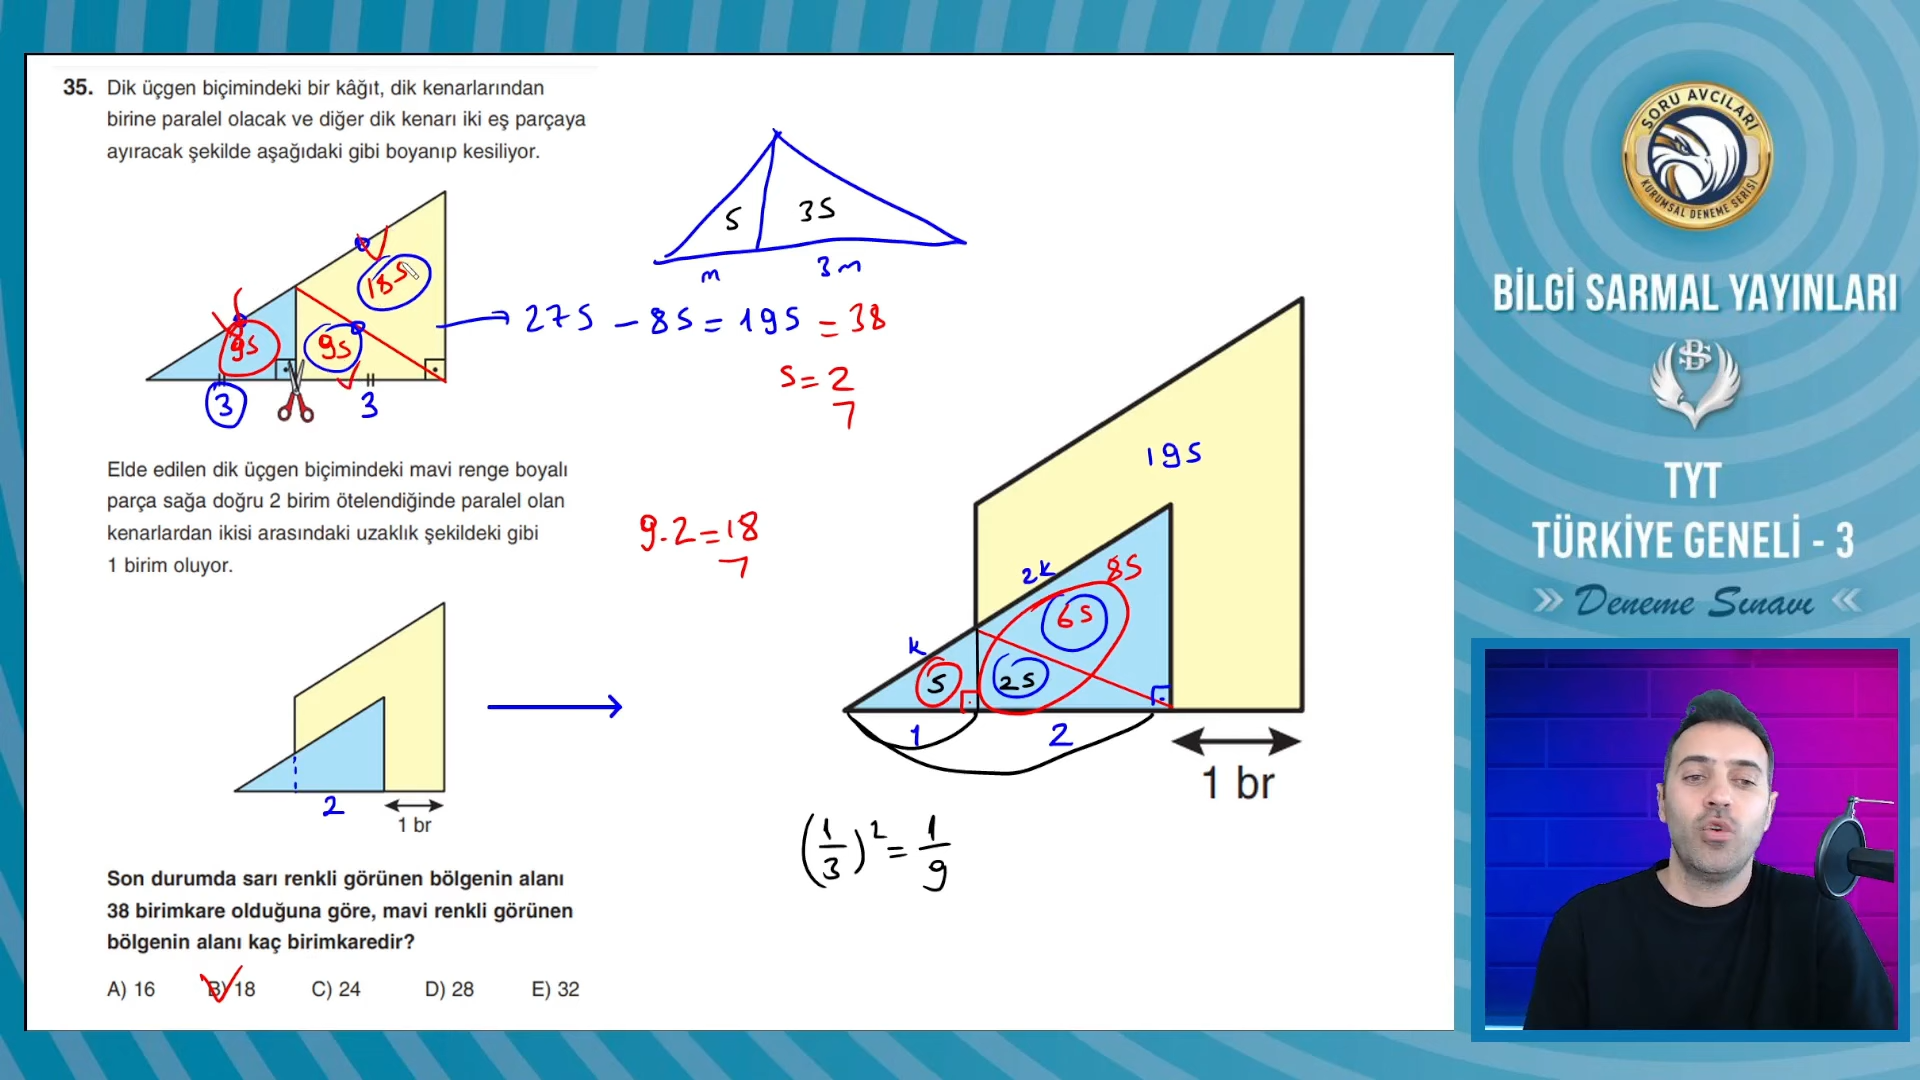 35. Dik üçgen biçimindeki bir kâğıt, dik kenarlarından
birine paralel olacak ve diğer dik kenarı iki eş parçaya
ayıracak şekilde aşağıdaki gibi boyanıp kesiliyor.
18S
9S
9S
3
3
S
3S
m
3m
27S - 8S = 19S = 38
S = 2
Elde edilen dik üçgen biçimindeki mavi renge boyalı
parça sağa doğru 2 birim ötelendiğinde paralel olan
kenarlardan ikisi arasındaki uzaklık şekildeki gibi
1 birim oluyor.
9.2=18
2
1 br
19S
2k
8S
6S
k
S
2S
1
2
1 br
(1/3)² = 1/9
Son durumda sarı renkli görünen bölgenin alanı
38 birimkare olduğuna göre, mavi renkli görünen
bölgenin alanı kaç birimkaredir?
A) 16 B) 18 C) 24 D) 28 E) 32
SORU AVCILARI
KURUMSAL DENEME SERİSİ
BİLGİ SARMAL YAYINLARI
BS
TYT
TÜRKİYE GENELİ - 3
Deneme Sınavı